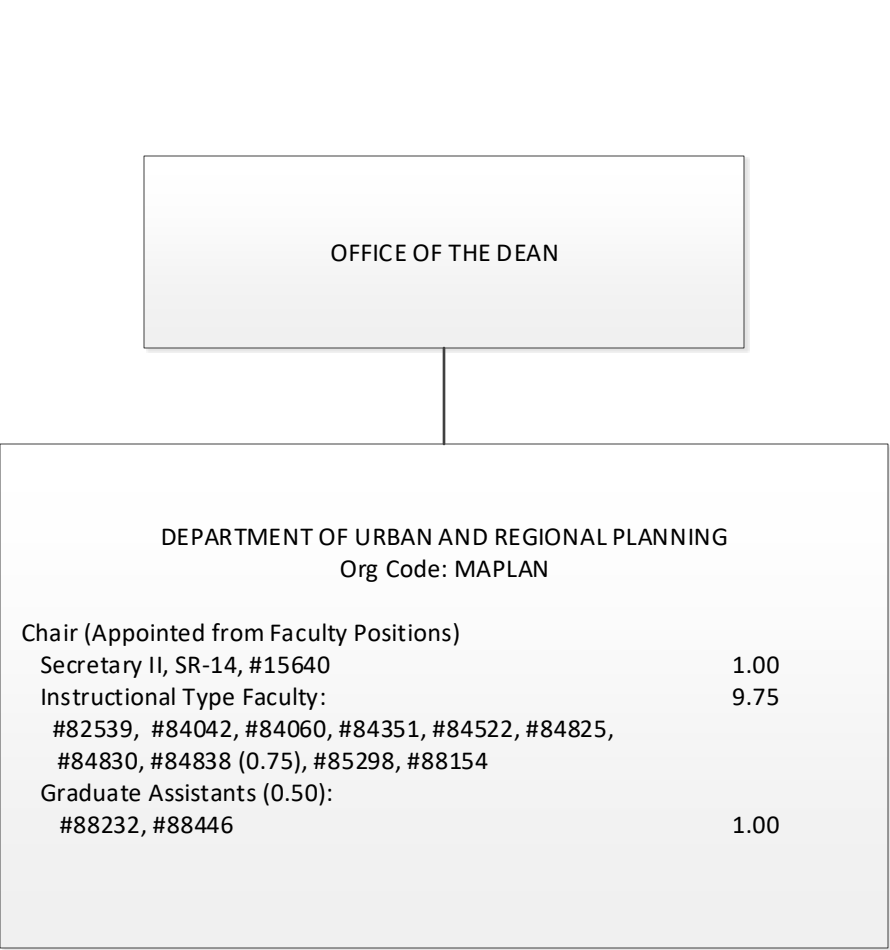 OFFICE OF THE DEAN
DEPARTMENT OF URBAN AND REGIONAL PLANNING
Org Code: MAPLAN
Chair (Appointed from Faculty Positions)
Secretary II, SR-14, #15640 1.00
Instructional Type Faculty: 9.75
#82539, #84042, #84060, #84351, #84522, #84825,
#84830, #84838 (0.75), #85298, #88154
Graduate Assistants (0.50):
#88232, #88446 1.00